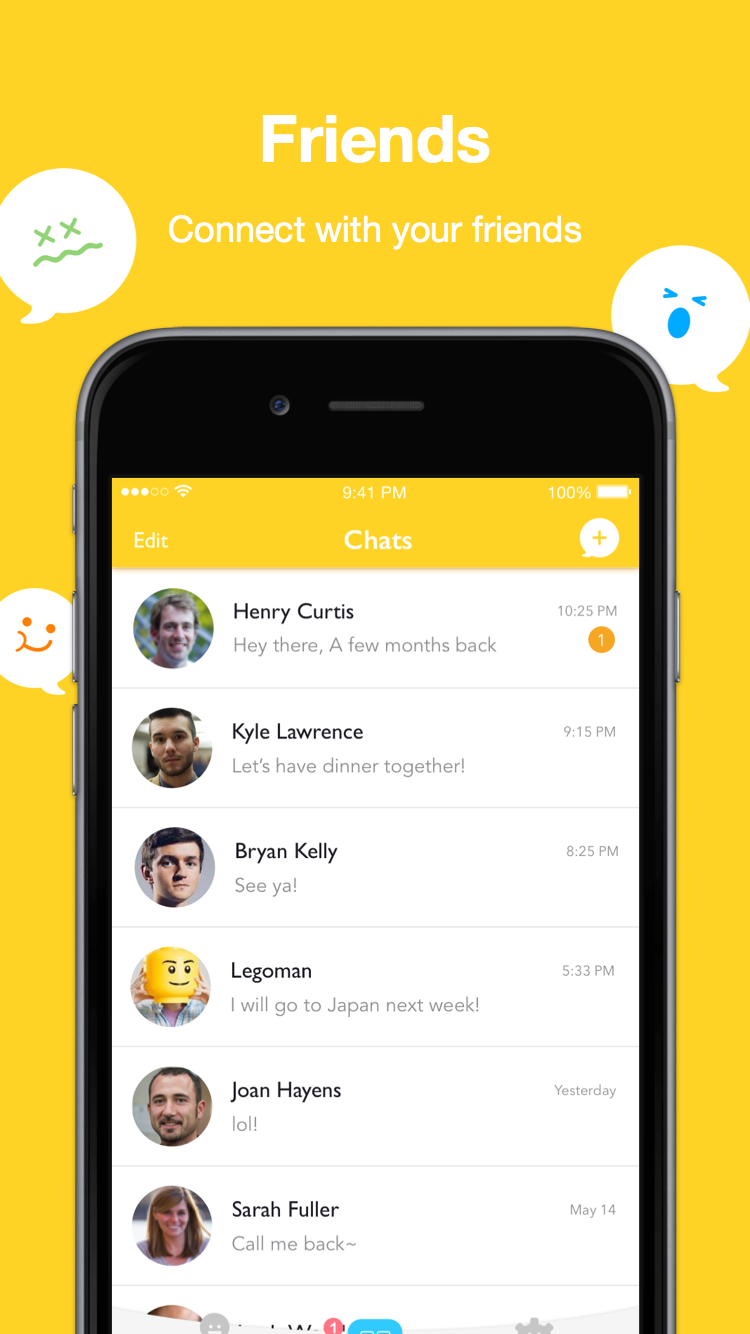 Friends
Connect with your friends
9:41 PM 100%
Edit Chats
Henry Curtis 10:25 PM
Hey there, A few months back 1
Kyle Lawrence 9:15 PM
Let's have dinner together!
Bryan Kelly 8:25 PM
See ya!
Legoman 5:33 PM
I will go to Japan next week!
Joan Hayens Yesterday
lol!
Sarah Fuller May 14
Call me back~
1